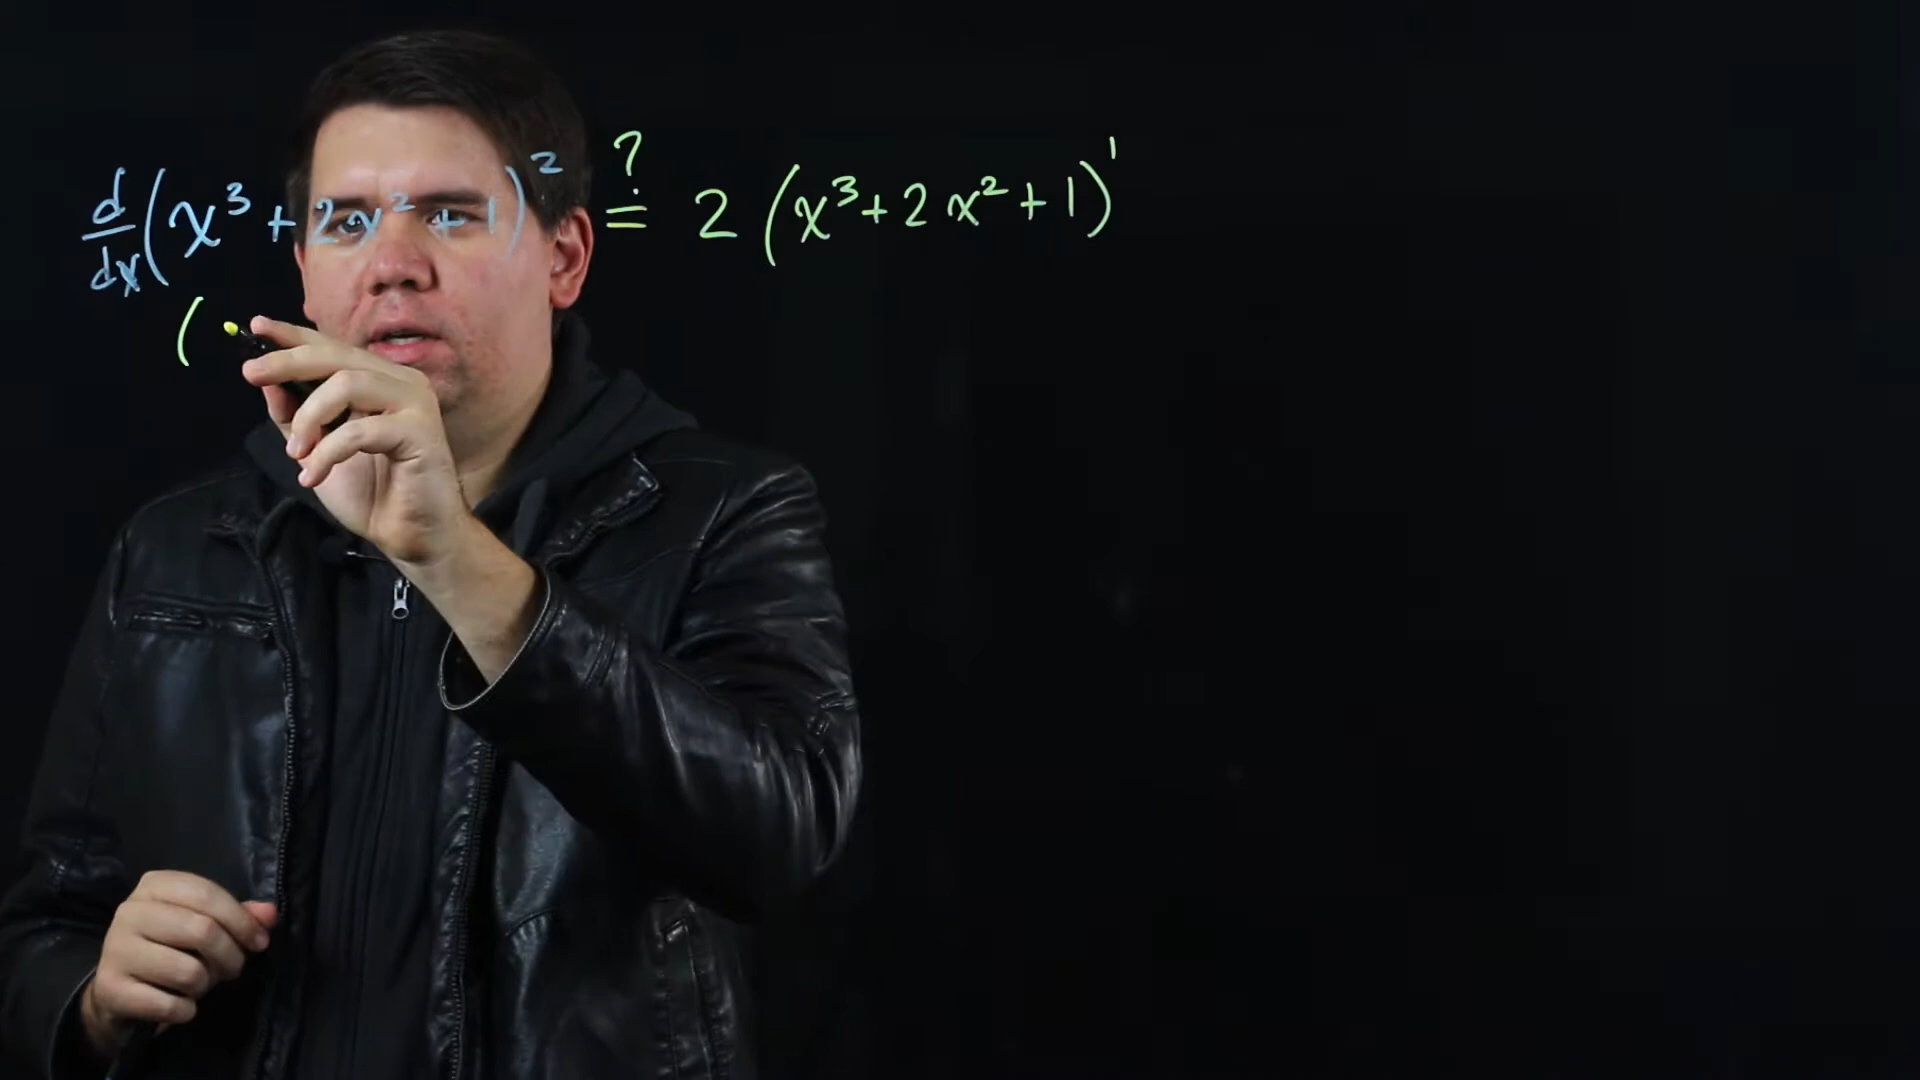 d/dx (x³ + 2x² + 1)² ≟ 2 (x³ + 2x² + 1)¹
(